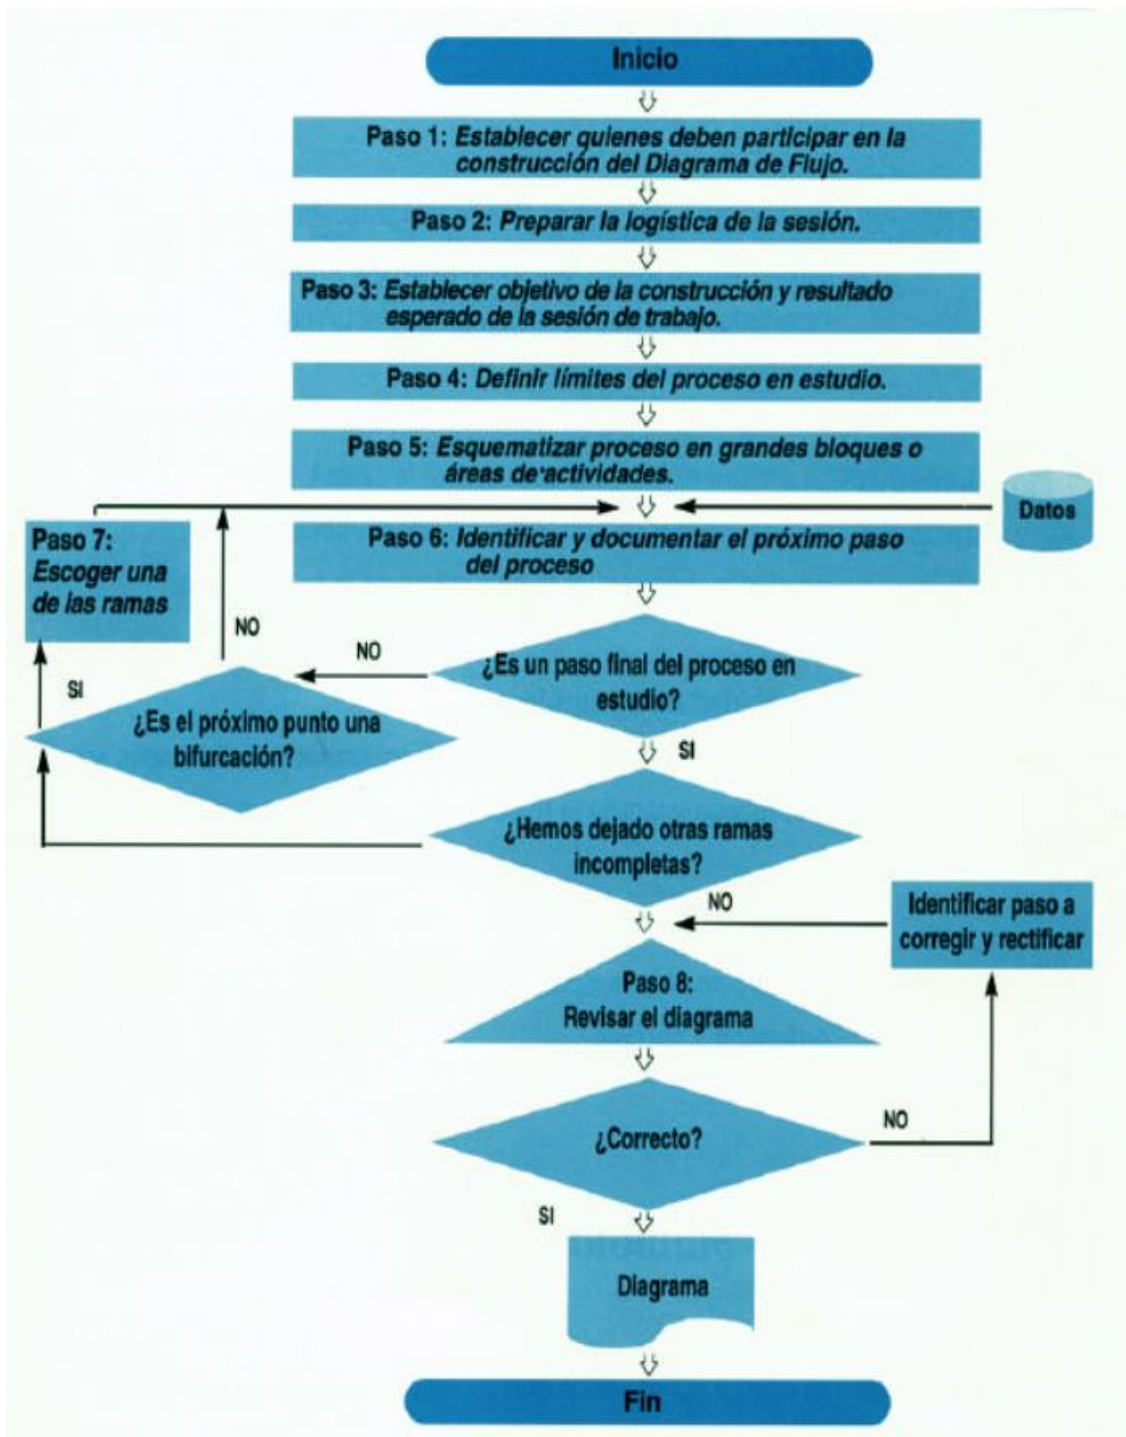 Inicio
Paso 1: Establecer quienes deben participar en la
construcción del Diagrama de Flujo.
Paso 2: Preparar la logística de la sesión.
Paso 3: Establecer objetivo de la construcción y resultado
esperado de la sesión de trabajo.
Paso 4: Definir límites del proceso en estudio.
Paso 5: Esquematizar proceso en grandes bloques o
áreas de actividades.
Datos
Paso 6: Identificar y documentar el próximo paso
del proceso
Paso 7:
Escoger una
de las ramas
NO
NO
¿Es un paso final del proceso en
estudio?
SI
¿Es el próximo punto una
bifurcación?
SI
¿Hemos dejado otras ramas
incompletas?
NO
Identificar paso a
corregir y rectificar
Paso 8:
Revisar el diagrama
¿Correcto?
NO
SI
Diagrama
Fin